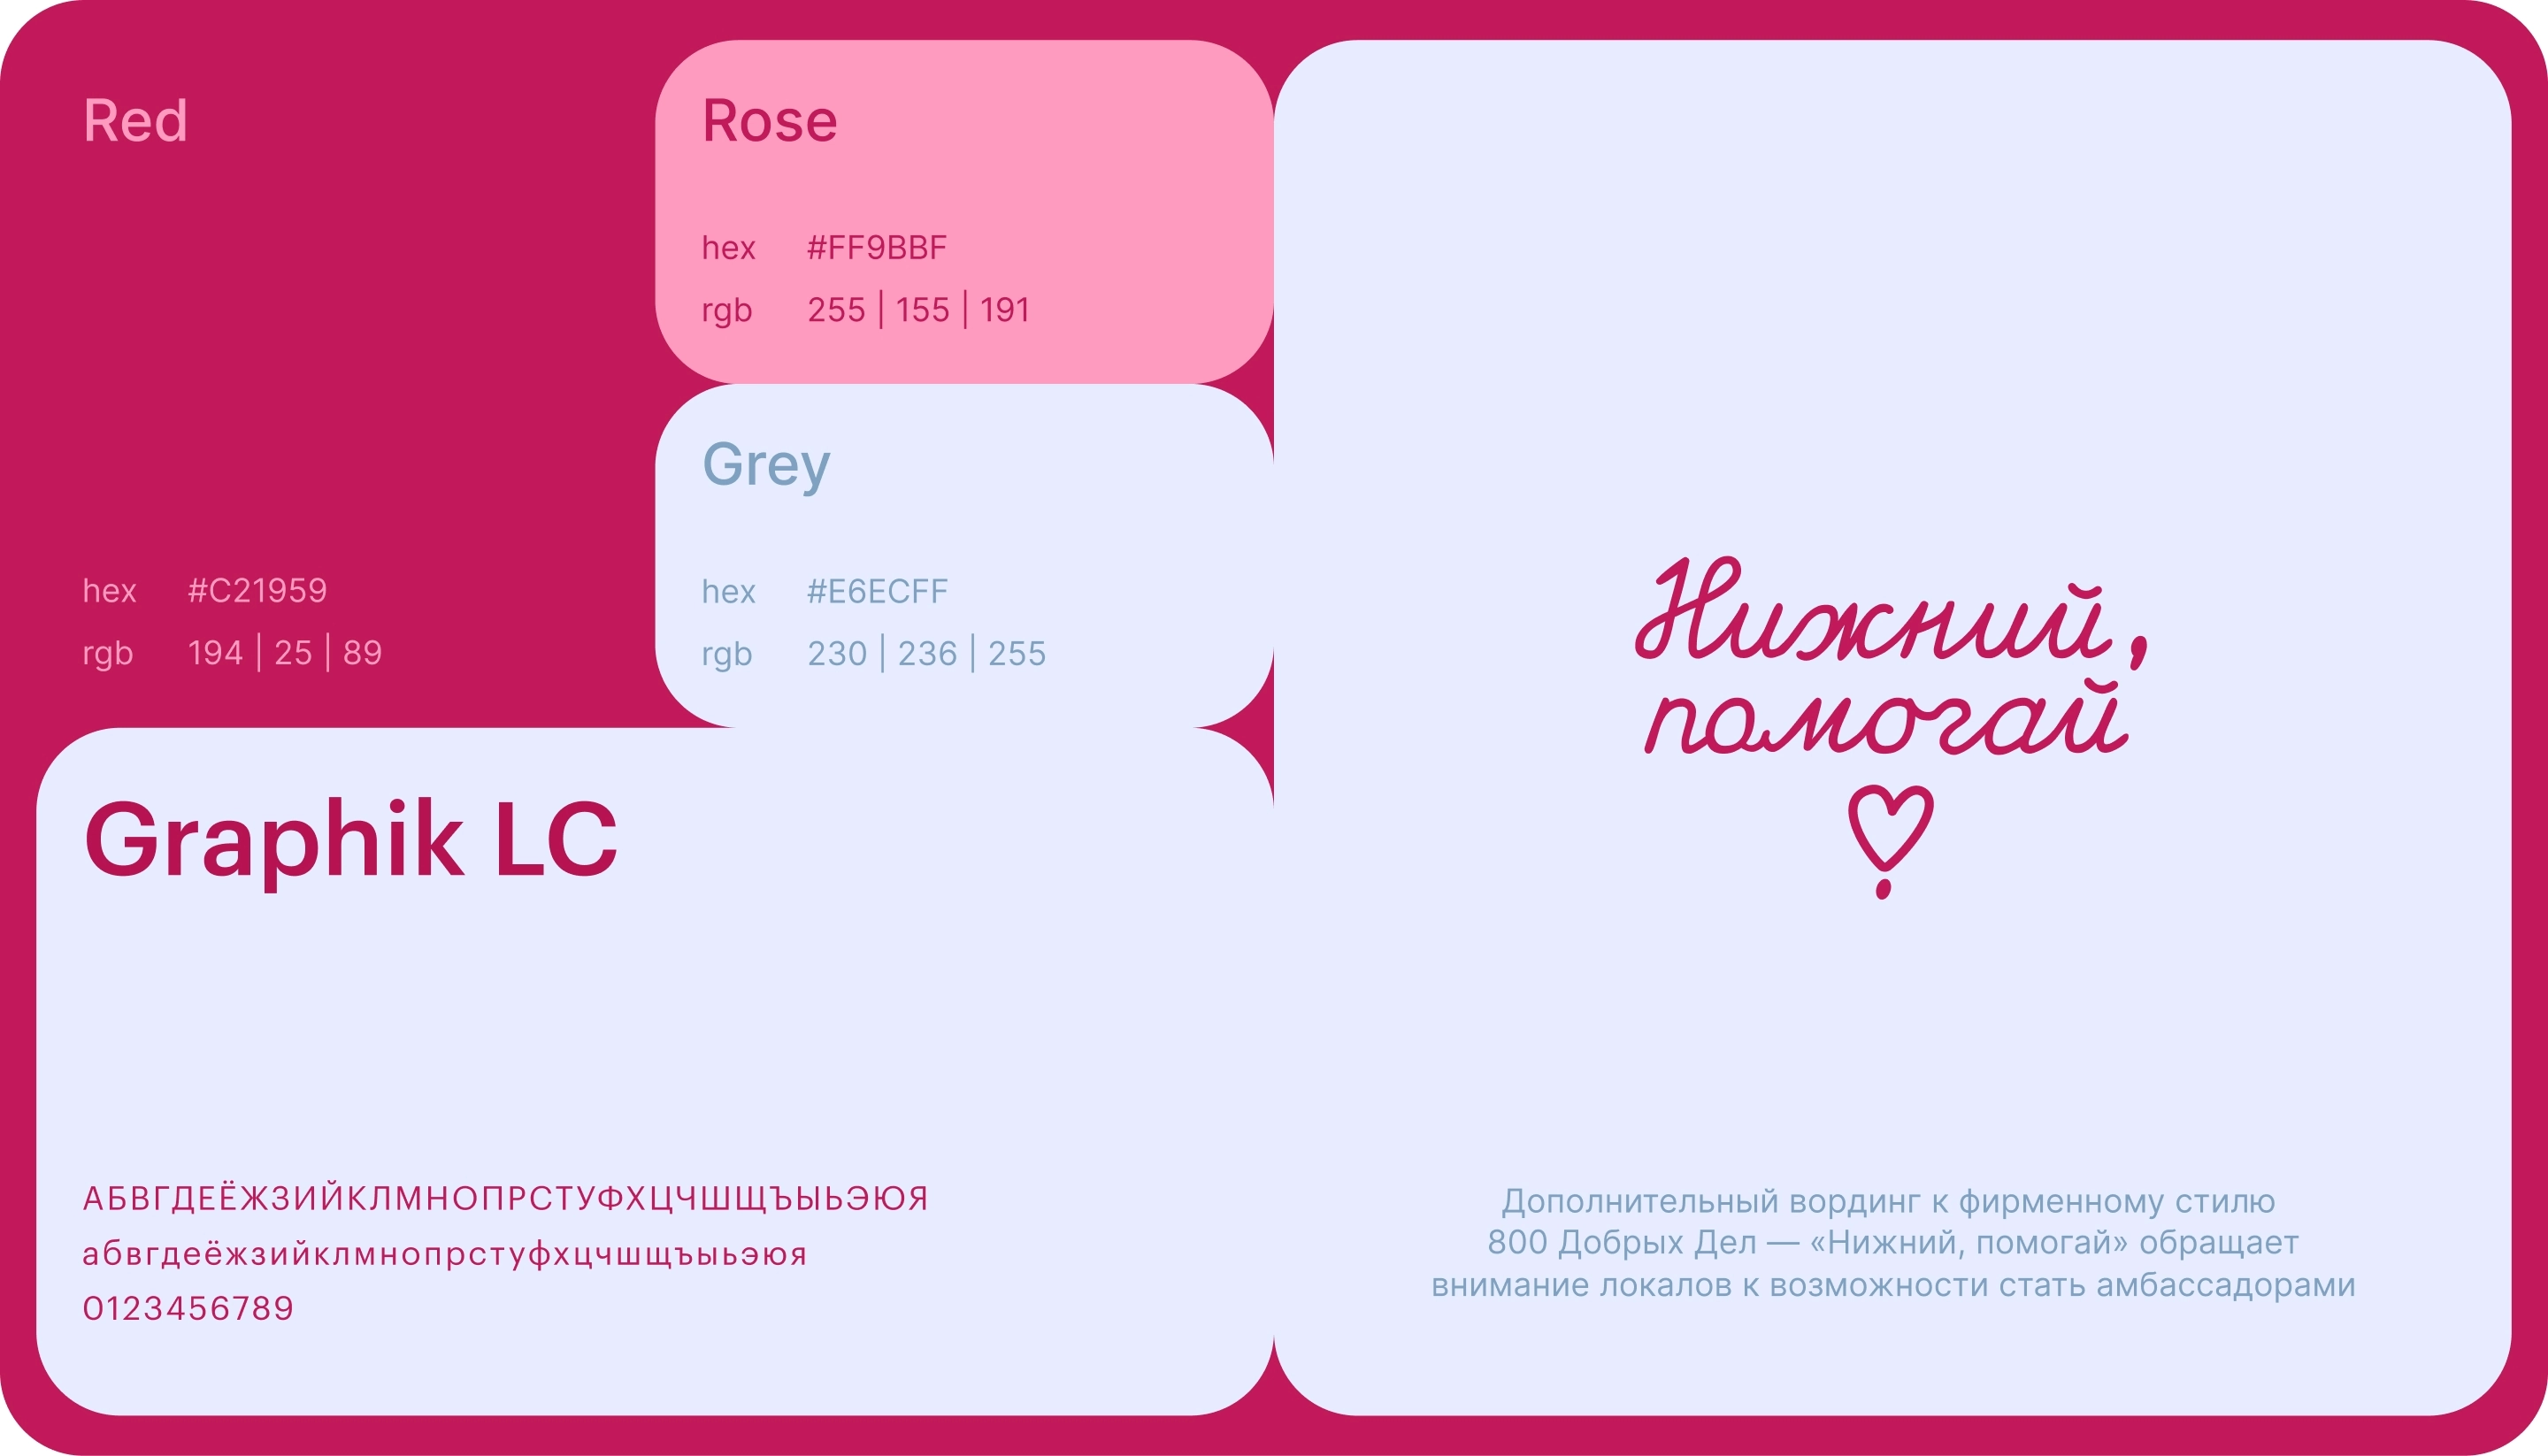 Red
hex #C21959
rgb 194 | 25 | 89
Rose
hex #FF9BBF
rgb 255 | 155 | 191
Grey
hex #E6ECFF
rgb 230 | 236 | 255
Graphik LC
АБВГДЕЁЖЗИЙКЛМНОПРСТУФХЦЧШЩЪЫЬЭЮЯ
абвгдеёжзийклмнопрстуфхцчшщъыьэюя
0123456789
Нижний,
помогай
Дополнительный вординг к фирменному стилю
800 Добрых Дел — «Нижний, помогай» обращает
внимание локалов к возможности стать амбассадорами